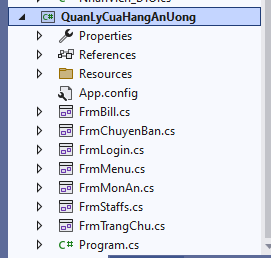 QuanLyCuaHangAnUong
Properties
References
Resources
App.config
FrmBill.cs
FrmChuyenBan.cs
FrmLogin.cs
FrmMenu.cs
FrmMonAn.cs
FrmStaffs.cs
FrmTrangChu.cs
C# Program.cs